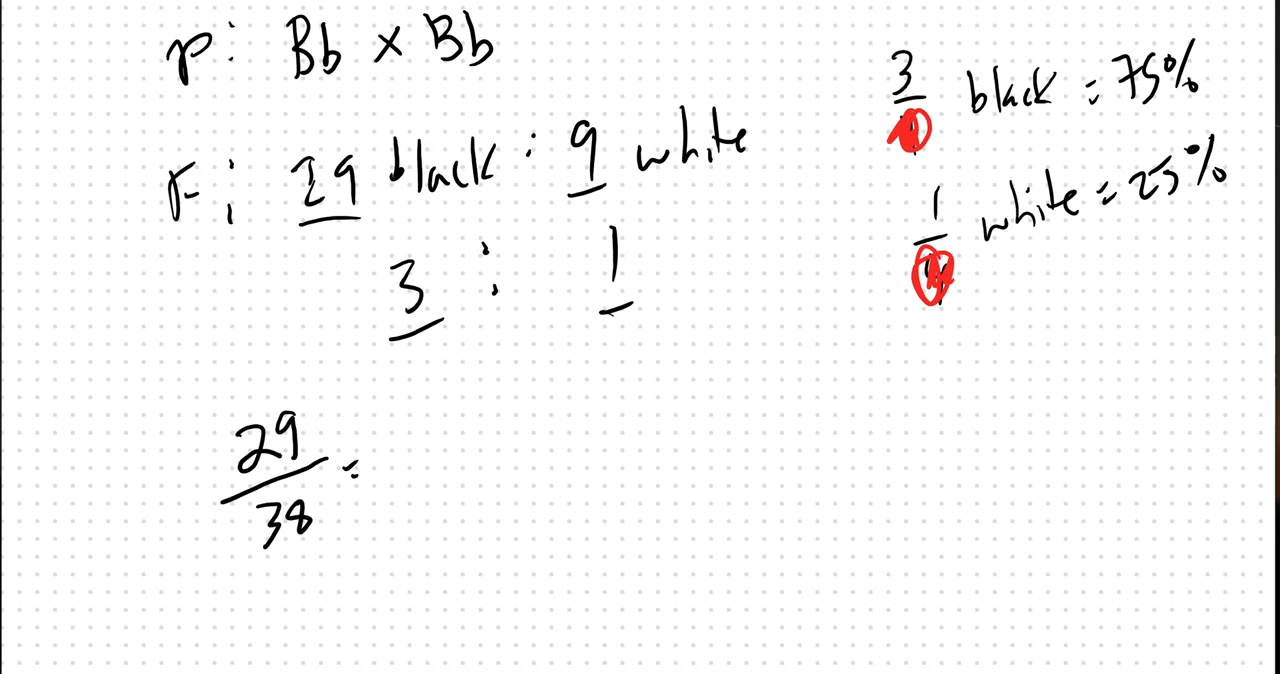 P: Bb x Bb
F: 29 black : 9 white
3 : 1
3/4 black = 75%
1/4 white = 25%
29/38 =